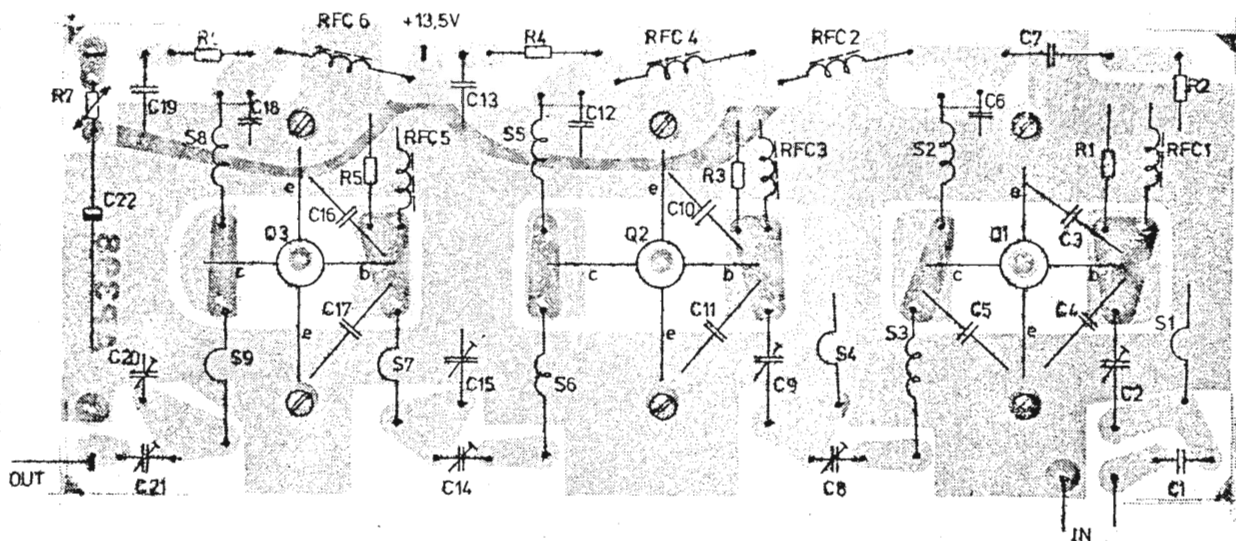 RFC 6
+13,5V
R4
RFC 4
RFC 2
C7
R7
C19
C18
C13
C12
C6
S8
RFC5
S5
RFC3
S2
R1
RFC1
R5
R3
C22
e
C16
e
C10
e
C3
Q3
Q2
Q1
c
b
c
b
c
b
C17
e
C11
e
C5
e
C4
S1
C20
S9
S7
C15
S6
C9
S4
S3
C2
OUT
C21
C14
C8
C1
IN